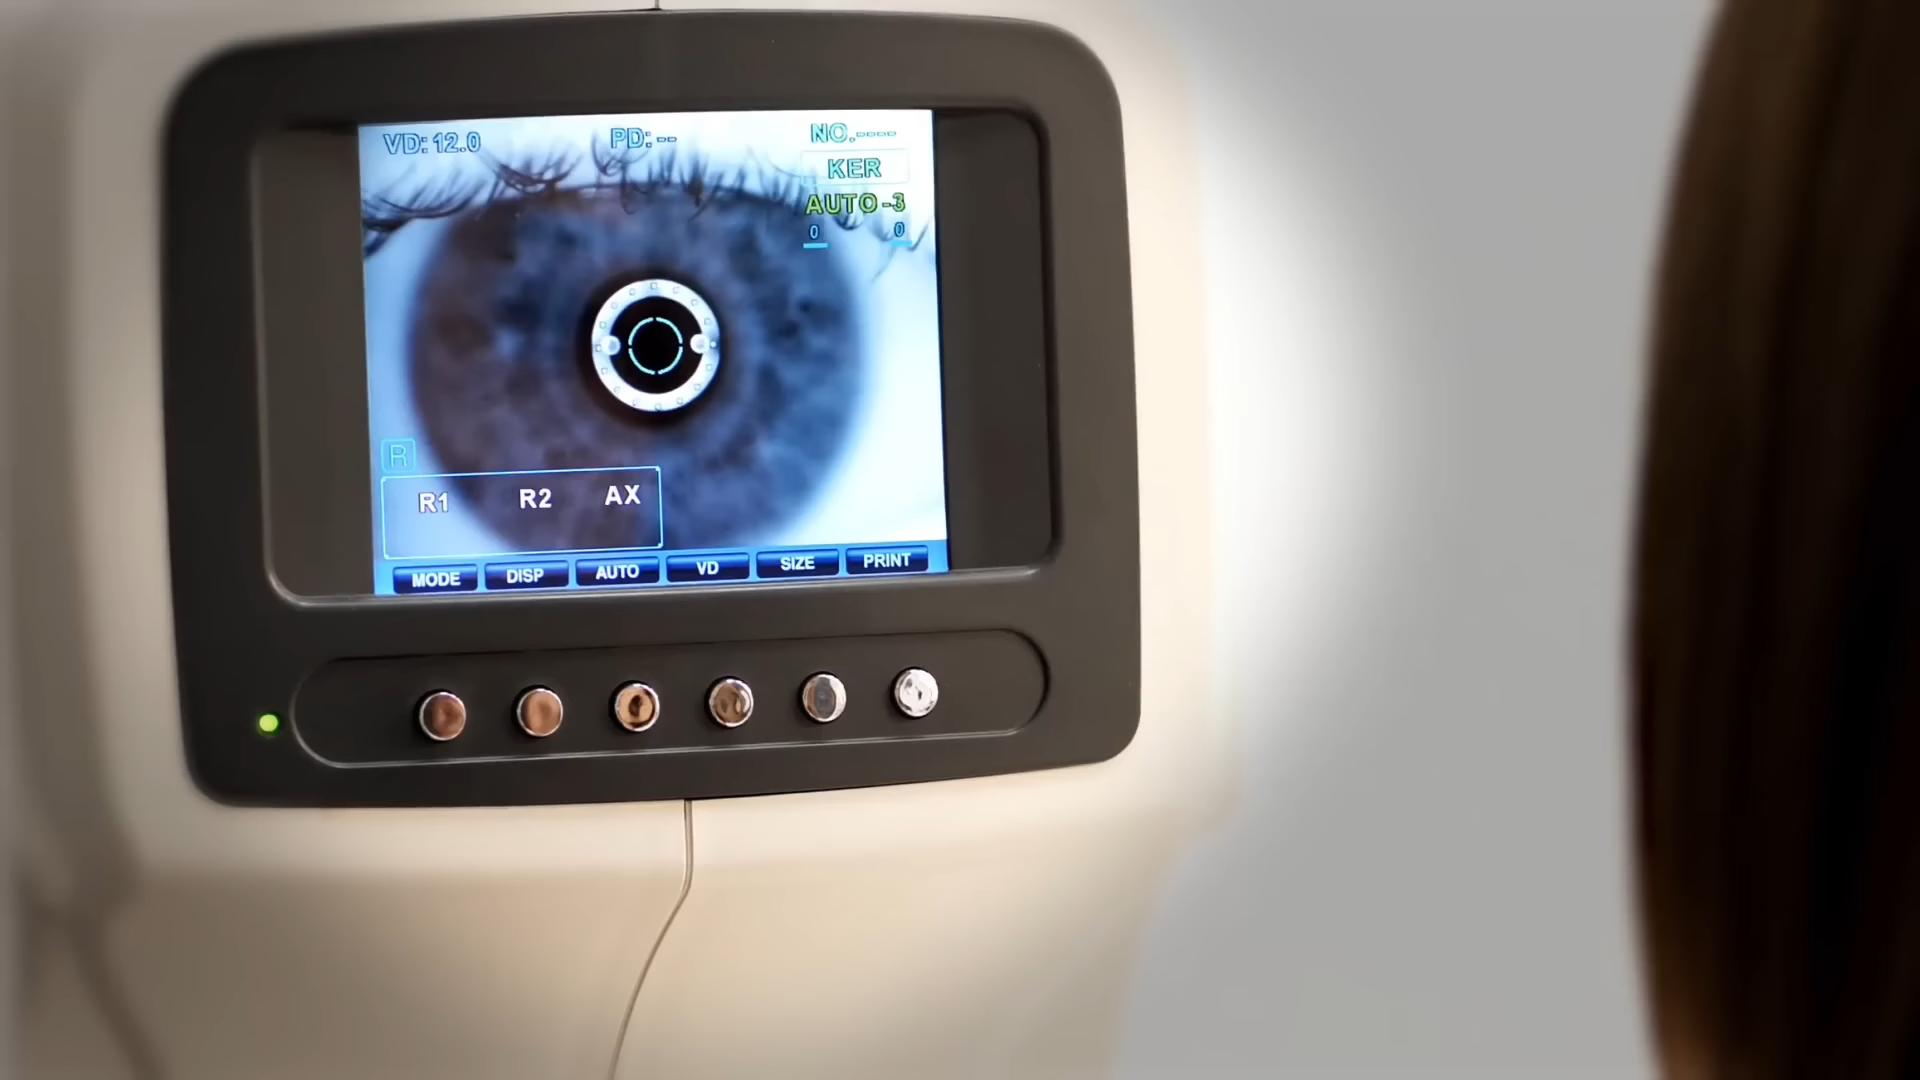 VD: 12.0 PD: -- NO.----
KER
AUTO-3
0 0
R
R1 R2 AX
MODE DISP AUTO VD SIZE PRINT